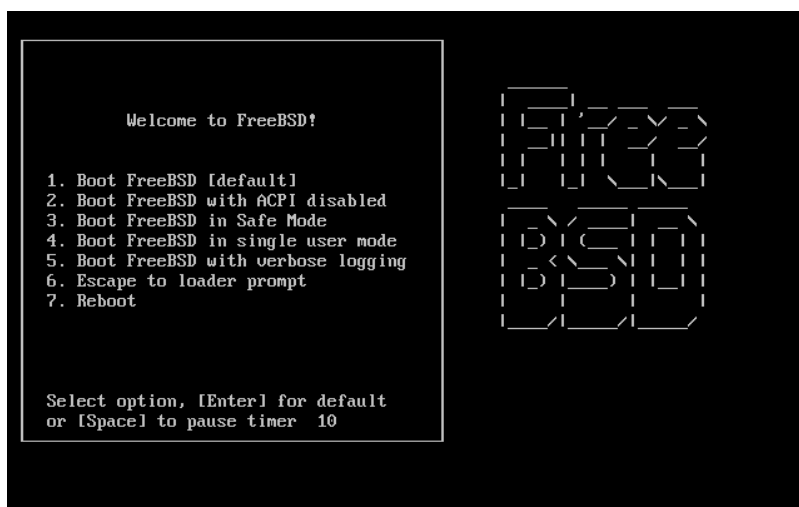 Welcome to FreeBSD!
1. Boot FreeBSD [default]
2. Boot FreeBSD with ACPI disabled
3. Boot FreeBSD in Safe Mode
4. Boot FreeBSD in single user mode
5. Boot FreeBSD with verbose logging
6. Escape to loader prompt
7. Reboot
Select option, [Enter] for default
or [Space] to pause timer  10
Free
BSD